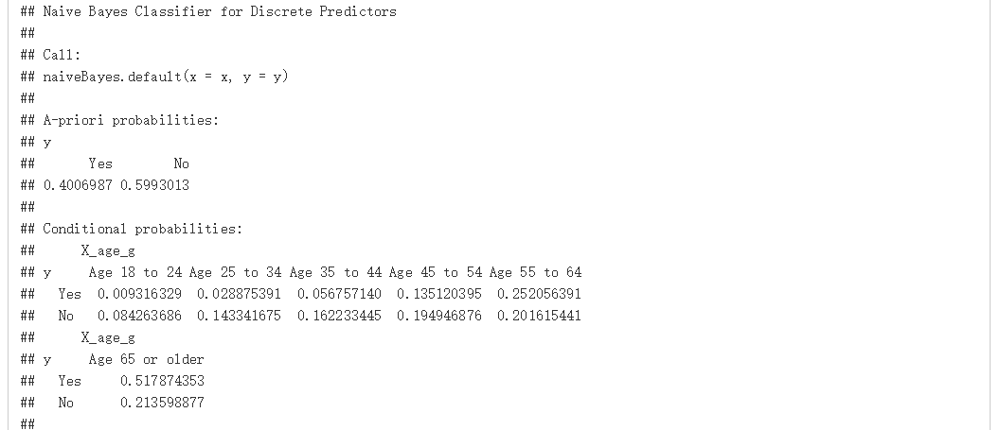 ## Naive Bayes Classifier for Discrete Predictors
##
## Call:
## naiveBayes.default(x = x, y = y)
##
## A-priori probabilities:
## y
##       Yes        No
## 0.4006987 0.5993013
##
## Conditional probabilities:
##      X_age_g
## y     Age 18 to 24 Age 25 to 34 Age 35 to 44 Age 45 to 54 Age 55 to 64
##   Yes  0.009316329  0.028875391  0.056757140  0.135120395  0.252056391
##   No   0.084263686  0.143341675  0.162233445  0.194946876  0.201615441
##      X_age_g
## y     Age 65 or older
##   Yes     0.517874353
##   No      0.213598877
##